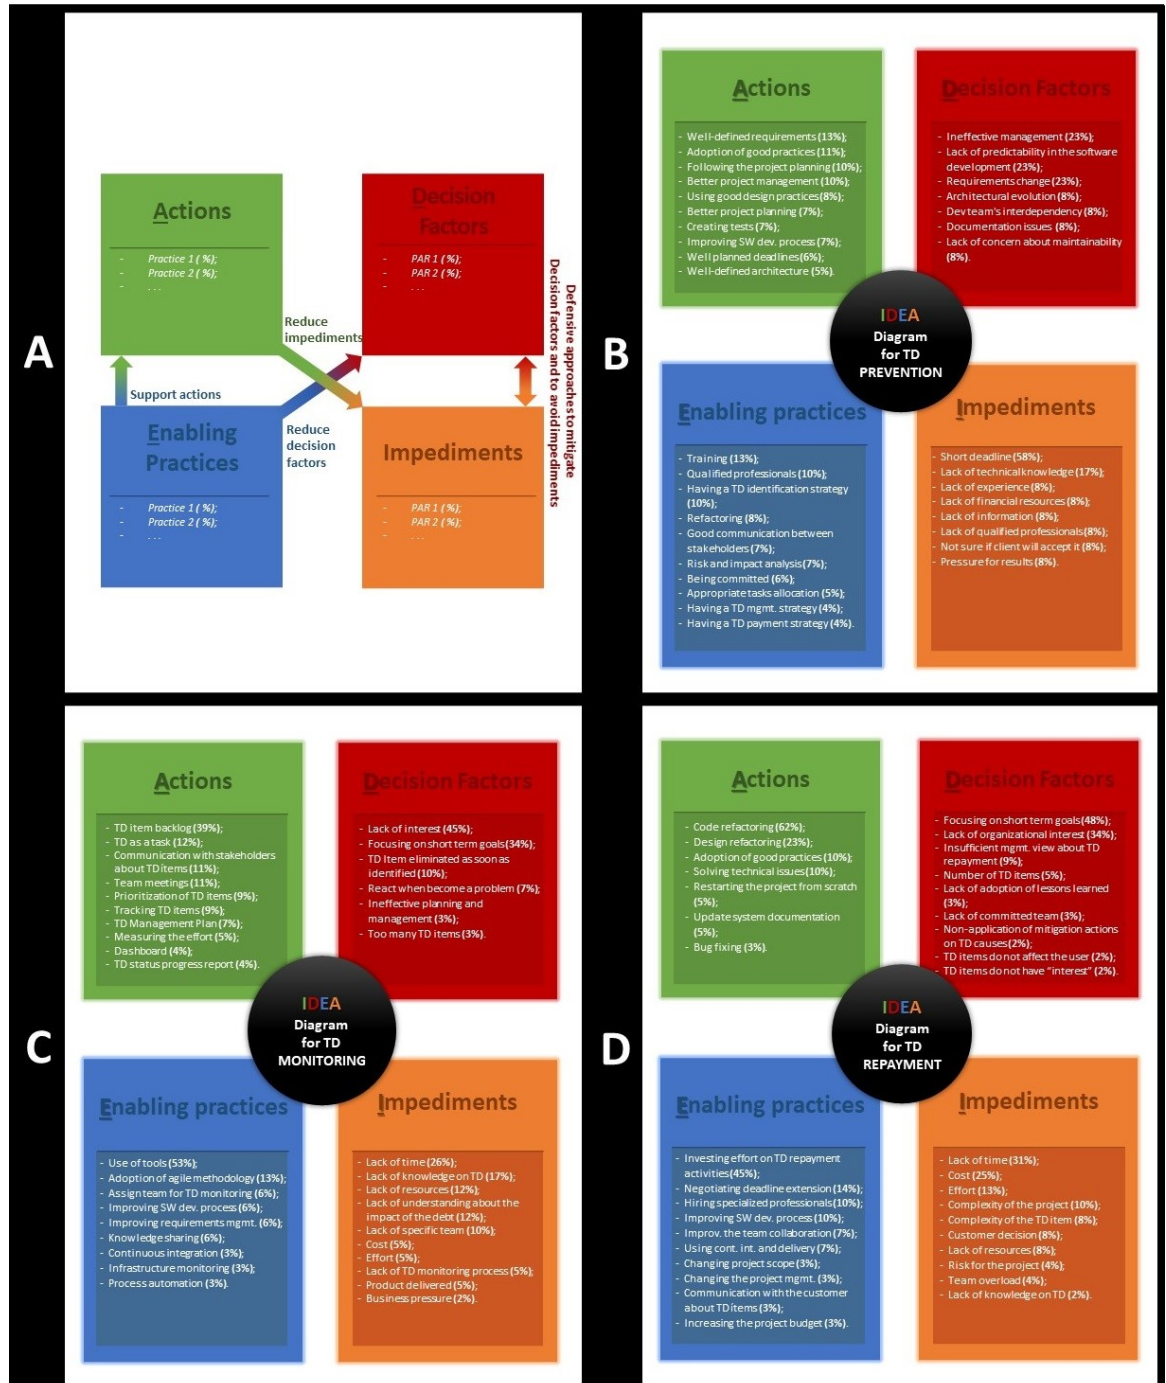 A
Actions
- Practice 1 ( %);
- Practice 2 ( %);
- . . .
Decision
Factors
- PAR 1 ( %);
- PAR 2 ( %);
- . . .
Reduce
impediments
Support actions
Reduce
decision
factors
Defensive approaches to mitigate
Decision factors and to avoid impediments
Enabling
Practices
- Practice 1 ( %);
- Practice 2 ( %);
- . . .
Impediments
- PAR 1 ( %);
- PAR 2 ( %);
- . . .
B
Actions
- Well-defined requirements (13%);
- Adoption of good practices (11%);
- Following the project planning (10%);
- Better project management (10%);
- Using good design practices (8%);
- Better project planning (7%);
- Creating tests (7%);
- Improving SW dev. process (7%);
- Well planned deadlines (6%);
- Well-defined architecture (5%).
Decision Factors
- Ineffective management (23%);
- Lack of predictability in the software
development (23%);
- Requirements change (23%);
- Architectural evolution (8%);
- Dev team's interdependency (8%);
- Documentation issues (8%);
- Lack of concern about maintainability
(8%).
IDEA
Diagram
for TD
PREVENTION
Enabling practices
- Training (13%);
- Qualified professionals (10%);
- Having a TD identification strategy
(10%);
- Refactoring (8%);
- Good communication between
stakeholders (7%);
- Risk and impact analysis (7%);
- Being committed (6%);
- Appropriate tasks allocation (5%);
- Having a TD mgmt. strategy (4%);
- Having a TD payment strategy (4%).
Impediments
- Short deadline (58%);
- Lack of technical knowledge (17%);
- Lack of experience (8%);
- Lack of financial resources (8%);
- Lack of information (8%);
- Lack of qualified professionals (8%);
- Not sure if client will accept it (8%);
- Pressure for results (8%).
C
Actions
- TD item backlog (39%);
- TD as a task (12%);
- Communication with stakeholders
about TD items (11%);
- Team meetings (11%);
- Prioritization of TD items (9%);
- Tracking TD items (9%);
- TD Management Plan (7%);
- Measuring the effort (5%);
- Dashboard (4%);
- TD status progress report (4%).
Decision Factors
- Lack of interest (45%);
- Focusing on short term goals (34%);
- TD Item eliminated as soon as
identified (10%);
- React when become a problem (7%);
- Ineffective planning and
management (3%);
- Too many TD items (3%).
IDEA
Diagram
for TD
MONITORING
Enabling practices
- Use of tools (53%);
- Adoption of agile methodology (13%);
- Assign team for TD monitoring (6%);
- Improving SW dev. process (6%);
- Improving requirements mgmt. (6%);
- Knowledge sharing (6%);
- Continuous integration (3%);
- Infrastructure monitoring (3%);
- Process automation (3%).
Impediments
- Lack of time (26%);
- Lack of knowledge on TD (17%);
- Lack of resources (12%);
- Lack of understanding about the
impact of the debt (12%);
- Lack of specific team (10%);
- Cost (5%);
- Effort (5%);
- Lack of TD monitoring process (5%);
- Product delivered (5%);
- Business pressure (2%).
D
Actions
- Code refactoring (62%);
- Design refactoring (23%);
- Adoption of good practices (10%);
- Solving technical issues (10%);
- Restarting the project from scratch
(5%);
- Update system documentation
(5%);
- Bug fixing (3%).
Decision Factors
- Focusing on short term goals (48%);
- Lack of organizational interest (34%);
- Insufficient mgmt. view about TD
repayment (9%);
- Number of TD items (5%);
- Lack of adoption of lessons learned
(3%);
- Lack of committed team (3%);
- Non-application of mitigation actions
on TD causes (2%);
- TD items do not affect the user (2%);
- TD items do not have "interest" (2%).
IDEA
Diagram
for TD
REPAYMENT
Enabling practices
- Investing effort on TD repayment
activities (45%);
- Negotiating deadline extension (14%);
- Hiring specialized professionals (10%);
- Improving SW dev. process (10%);
- Improv. the team collaboration (7%);
- Using cont. int. and delivery (7%);
- Changing project scope (3%);
- Changing the project mgmt. (3%);
- Communication with the customer
about TD items (3%);
- Increasing the project budget (3%).
Impediments
- Lack of time (31%);
- Cost (25%);
- Effort (13%);
- Complexity of the project (10%);
- Complexity of the TD item (8%);
- Customer decision (8%);
- Lack of resources (8%);
- Risk for the project (4%);
- Team overload (4%);
- Lack of knowledge on TD (2%).